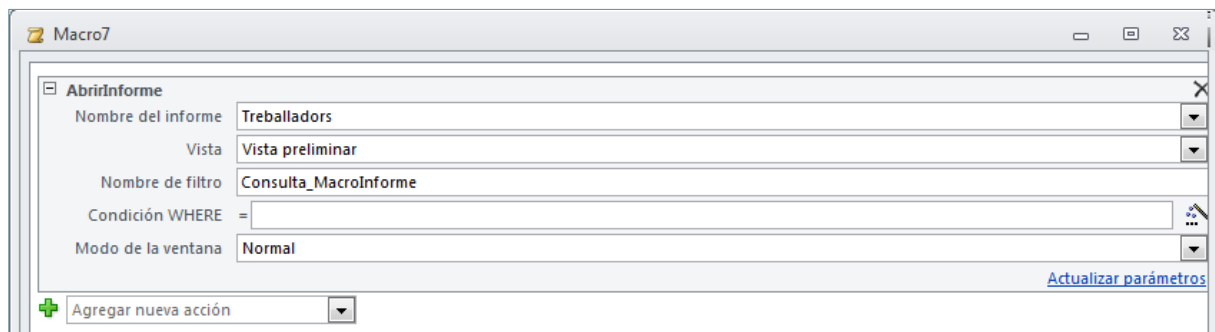 Macro7
AbrirInforme
Nombre del informe Treballadors
Vista Vista preliminar
Nombre de filtro Consulta_MacroInforme
Condición WHERE =
Modo de la ventana Normal
Actualizar parámetros
Agregar nueva acción